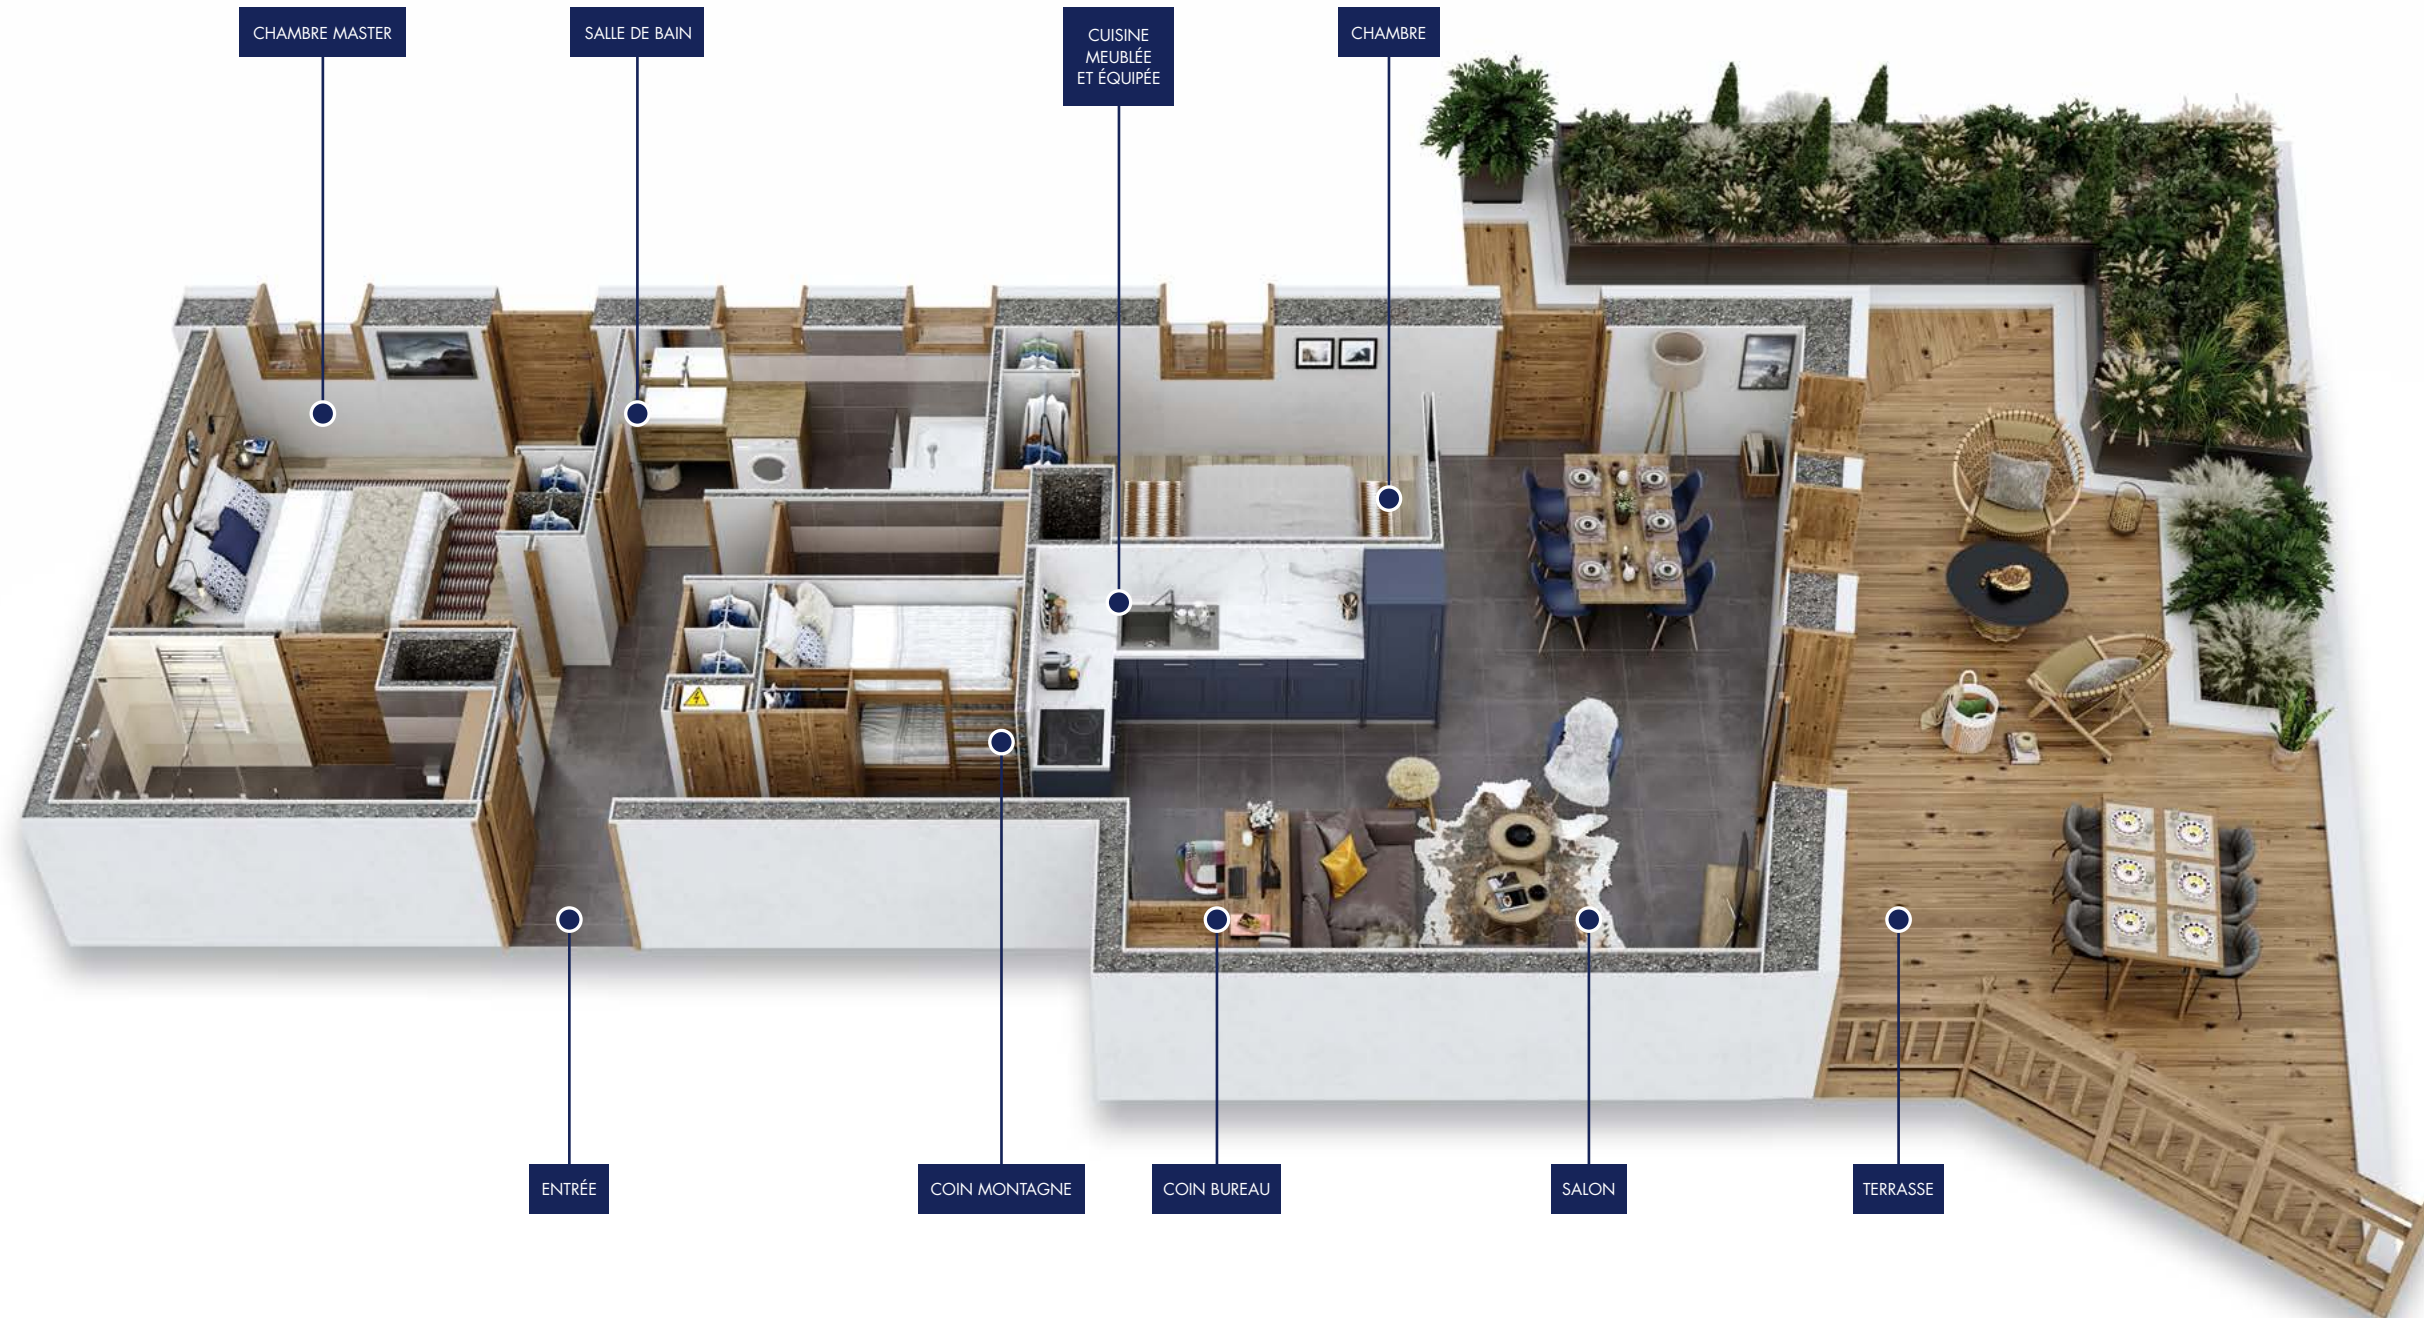 CHAMBRE MASTER
SALLE DE BAIN
CUISINE
MEUBLÉE
ET ÉQUIPÉE
CHAMBRE
ENTRÉE
COIN MONTAGNE
COIN BUREAU
SALON
TERRASSE